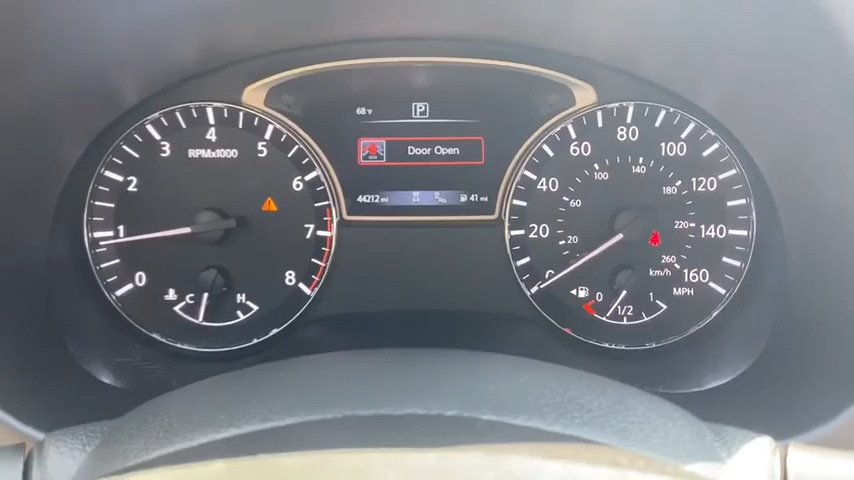 68°F
P
Door Open
44212 mi
41 mi
0 1 2 3 4 5 6 7 8
RPMx1000
C H
0 20 40 60 80 100 120 140 160
MPH
20 60 100 140 180 220 260
km/h
0 1/2 1